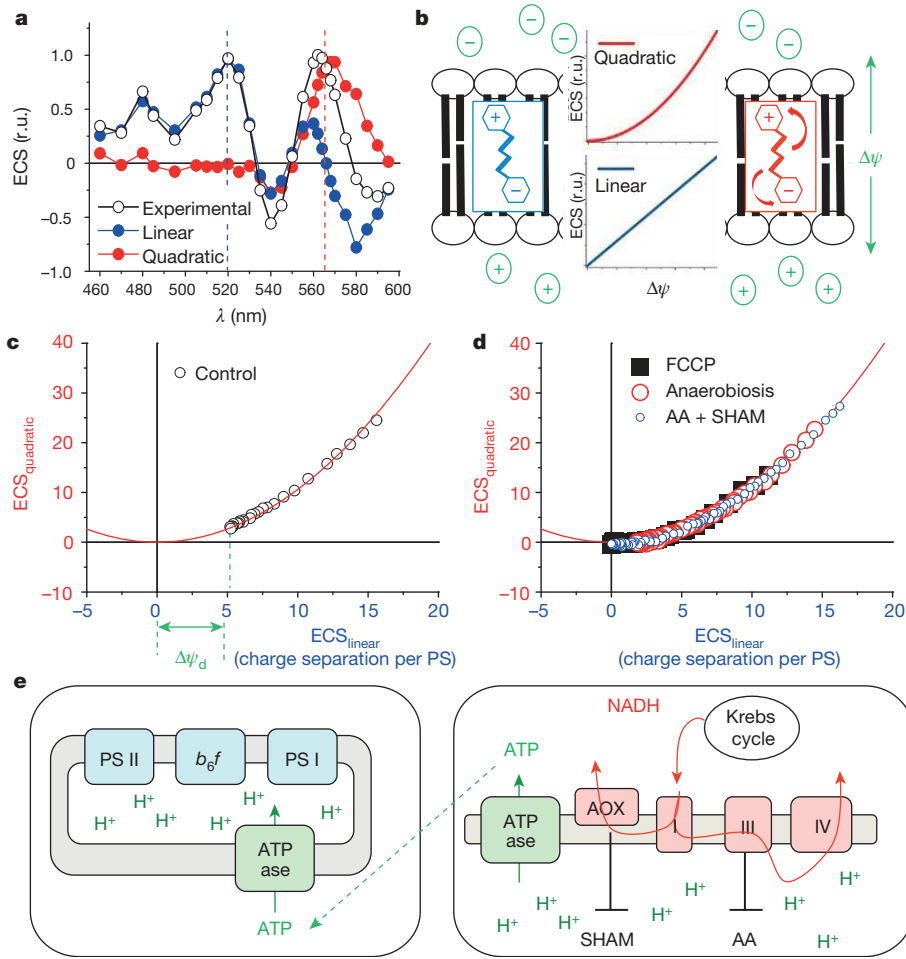 a
ECS (r.u.)
1.0
0.5
0
−0.5
−1.0
Experimental
Linear
Quadratic
460 480 500 520 540 560 580 600
λ (nm)
b
− − −
+
−
+ + +
ECS (r.u.)
Quadratic
ECS (r.u.)
Linear
Δψ
− − −
+
−
+ + +
Δψ
c
ECSquadratic
40
30
20
10
0
−10
Control
−5 0 5 10 15 20
Δψd
ECSlinear
(charge separation per PS)
d
ECSquadratic
40
30
20
10
0
−10
FCCP
Anaerobiosis
AA + SHAM
−5 0 5 10 15 20
ECSlinear
(charge separation per PS)
e
PS II
b6f
PS I
H+ H+ H+ H+ H+ H+
ATP
ase
ATP
ATP
NADH
Krebs
cycle
ATP
ase
AOX
I
III
IV
H+ H+ H+ H+ H+ H+ H+ H+ H+
SHAM
AA